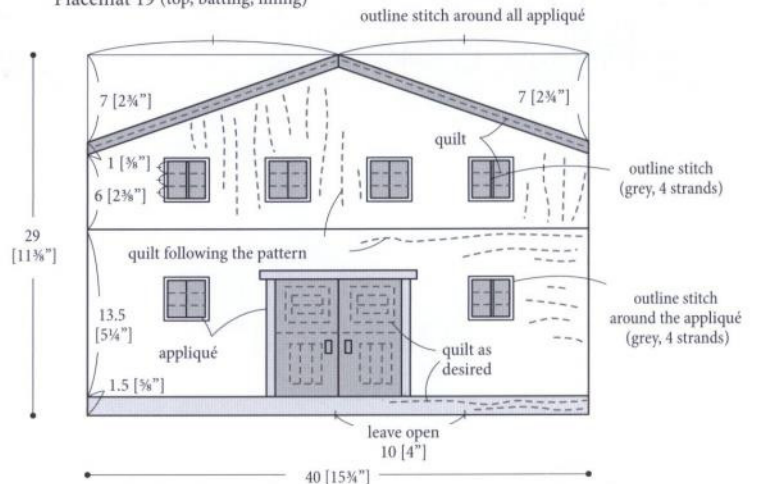 Placemat 19 (top, batting, lining)
outline stitch around all appliqué
7 [2¾”]
7 [2¾”]
quilt
1 [⅜”]
6 [2⅜”]
outline stitch
(grey, 4 strands)
29
[11⅜”]
quilt following the pattern
13.5
[5¼”]
appliqué
outline stitch
around the appliqué
(grey, 4 strands)
quilt as
desired
1.5 [⅝”]
leave open
10 [4”]
40 [15¾”]